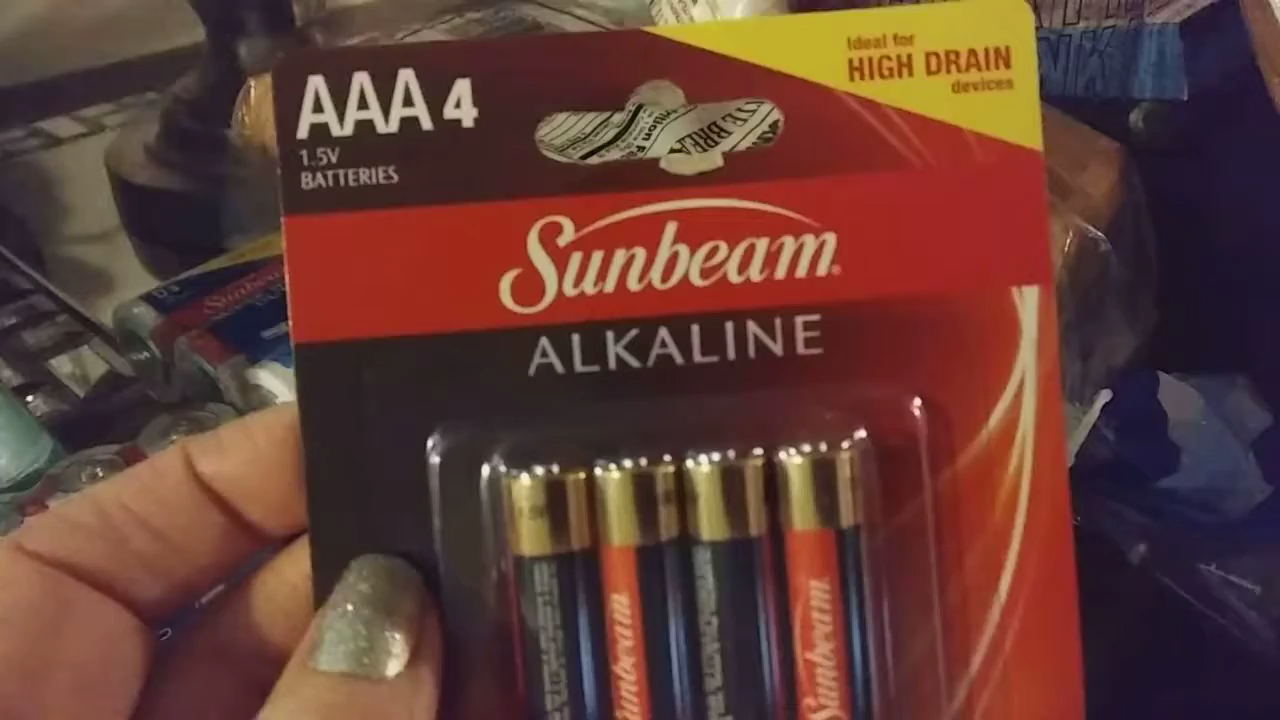 AAA 4
1.5V
BATTERIES
Ideal for
HIGH DRAIN
devices
Sunbeam
ALKALINE
Sunbeam
Sunbeam